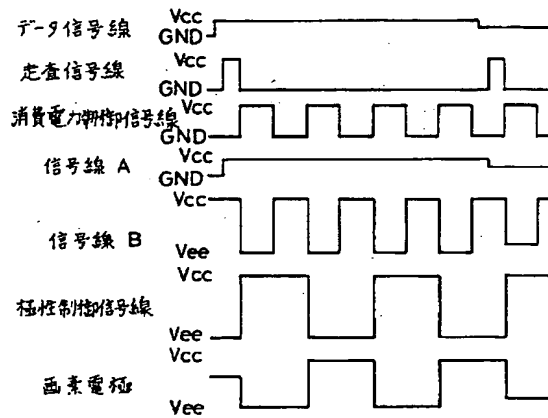 データ信号線
Vcc
GND
走査信号線
Vcc
GND
消費電力制御信号線
Vcc
GND
信号線 A
Vcc
GND
信号線 B
Vcc
Vee
極性制御信号線
Vcc
Vee
画素電極
Vcc
Vee